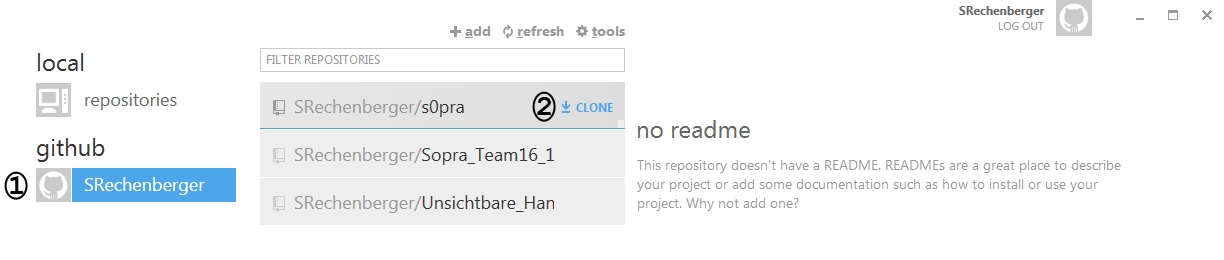 SRechenberger
LOG OUT
add refresh tools
local
repositories
github
① SRechenberger
FILTER REPOSITORIES
SRechenberger/s0pra ② CLONE
SRechenberger/Sopra_Team16_1
SRechenberger/Unsichtbare_Han
no readme
This repository doesn't have a README. READMEs are a great place to describe
your project or add some documentation such as how to install or use your
project. Why not add one?